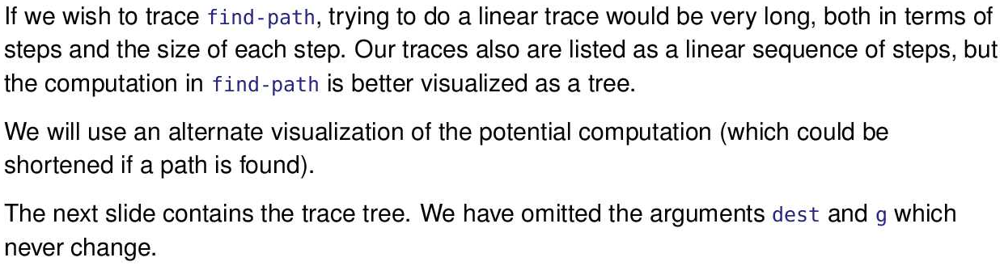 If we wish to trace find-path, trying to do a linear trace would be very long, both in terms of
steps and the size of each step. Our traces also are listed as a linear sequence of steps, but
the computation in find-path is better visualized as a tree.
We will use an alternate visualization of the potential computation (which could be
shortened if a path is found).
The next slide contains the trace tree. We have omitted the arguments dest and g which
never change.